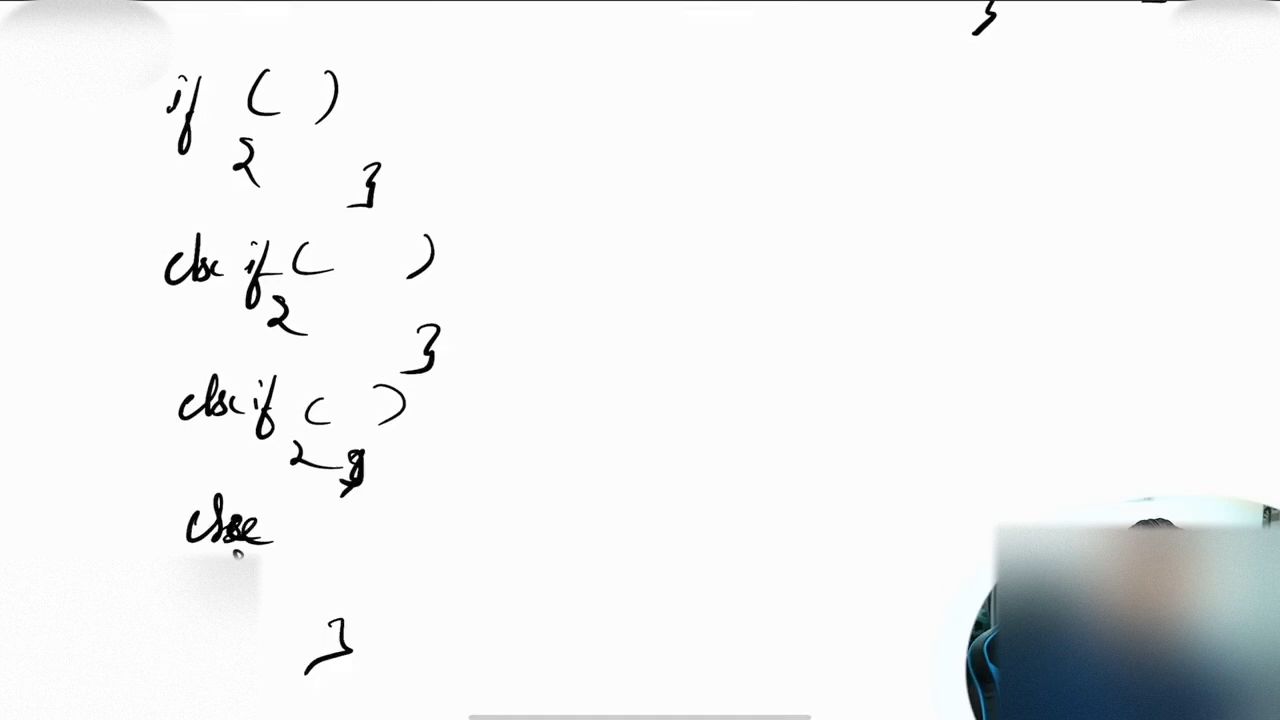 }
if ( )
{
}
else if ( )
{
}
else if ( )
{ }
else
}